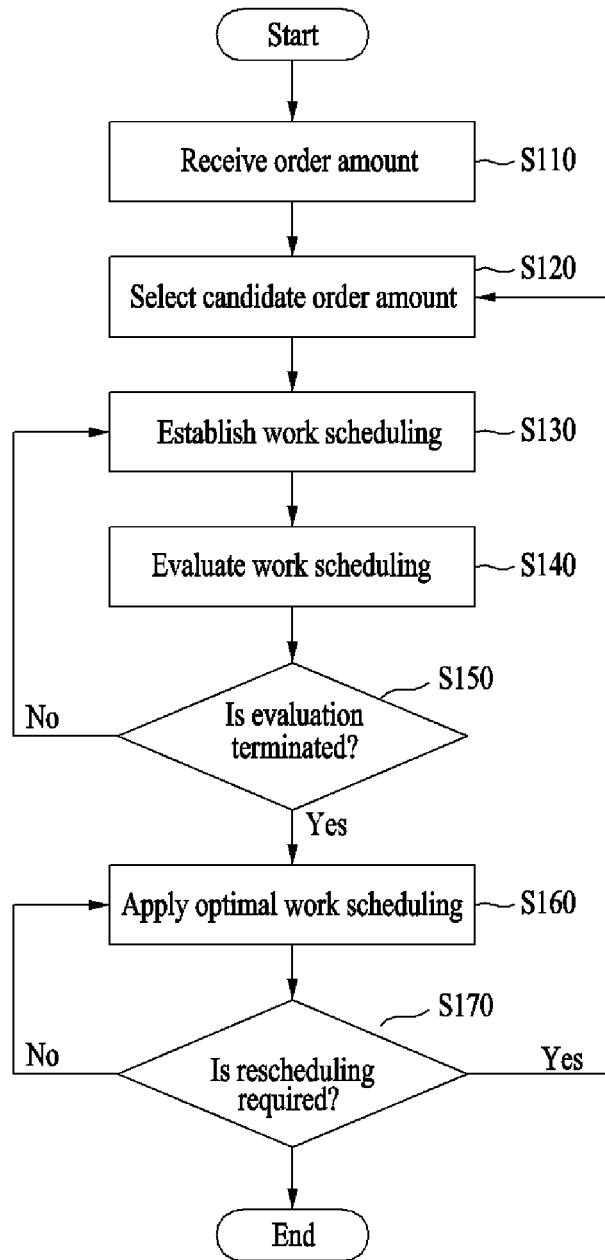 Start
Receive order amount
S110
S120
Select candidate order amount
Establish work scheduling
S130
Evaluate work scheduling
S140
S150
Is evaluation
terminated?
No
Yes
Apply optimal work scheduling
S160
S170
No
Is rescheduling
required?
Yes
End